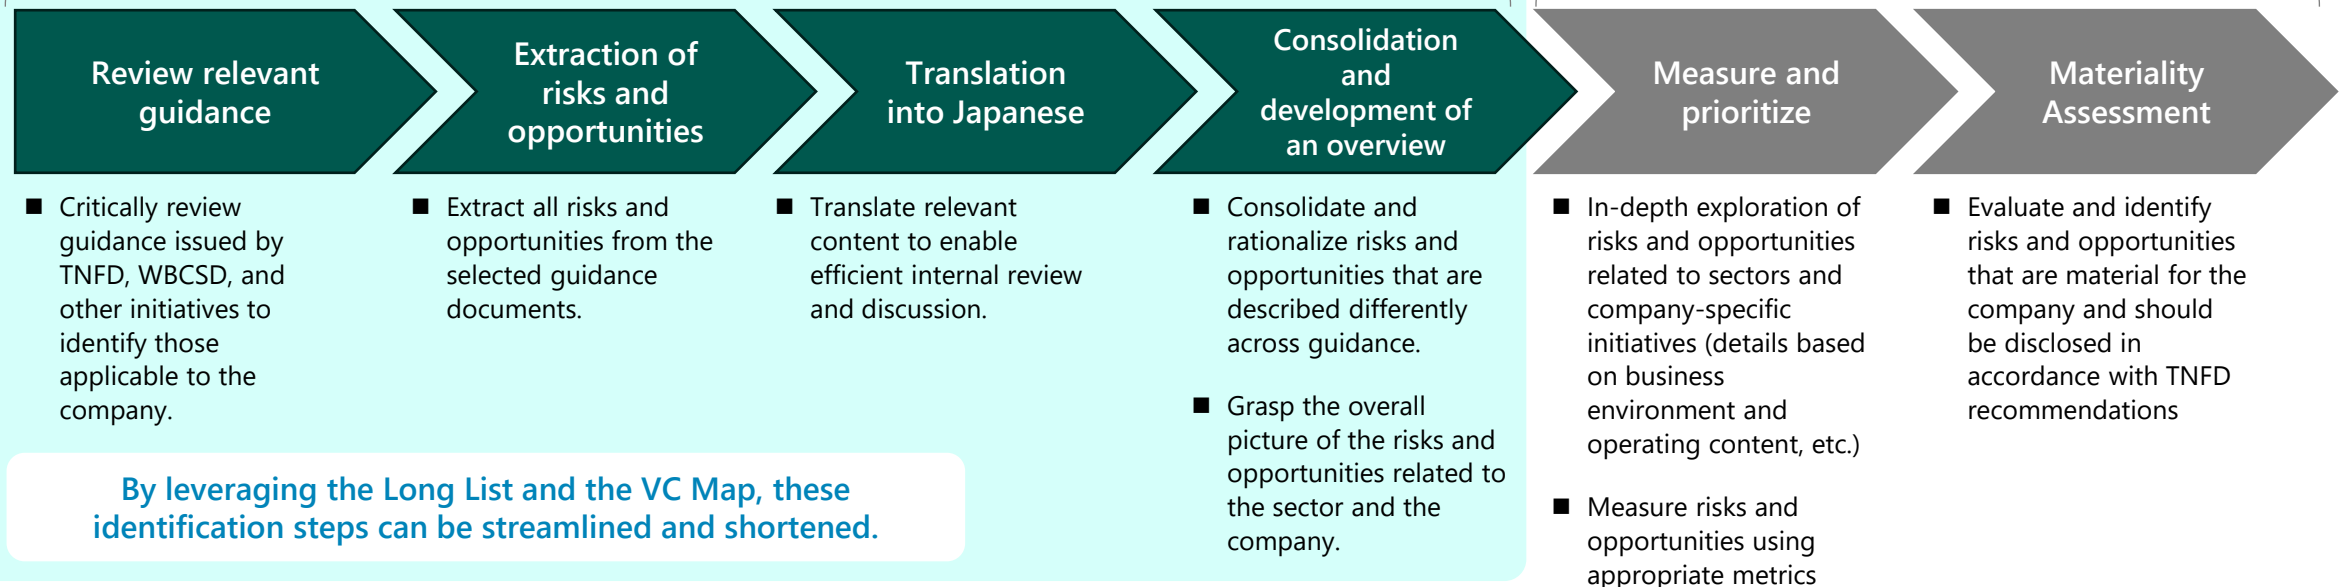 Review relevant
guidance
Extraction of
risks and
opportunities
Translation
into Japanese
Consolidation
and
development of
an overview
Measure and
prioritize
Materiality
Assessment
■ Critically review
guidance issued by
TNFD, WBCSD, and
other initiatives to
identify those
applicable to the
company.
■ Extract all risks and
opportunities from the
selected guidance
documents.
■ Translate relevant
content to enable
efficient internal review
and discussion.
■ Consolidate and
rationalize risks and
opportunities that are
described differently
across guidance.
■ Grasp the overall
picture of the risks and
opportunities related to
the sector and the
company.
■ In-depth exploration of
risks and opportunities
related to sectors and
company-specific
initiatives (details based
on business
environment and
operating content, etc.)
■ Measure risks and
opportunities using
appropriate metrics
■ Evaluate and identify
risks and opportunities
that are material for the
company and should
be disclosed in
accordance with TNFD
recommendations
By leveraging the Long List and the VC Map, these
identification steps can be streamlined and shortened.